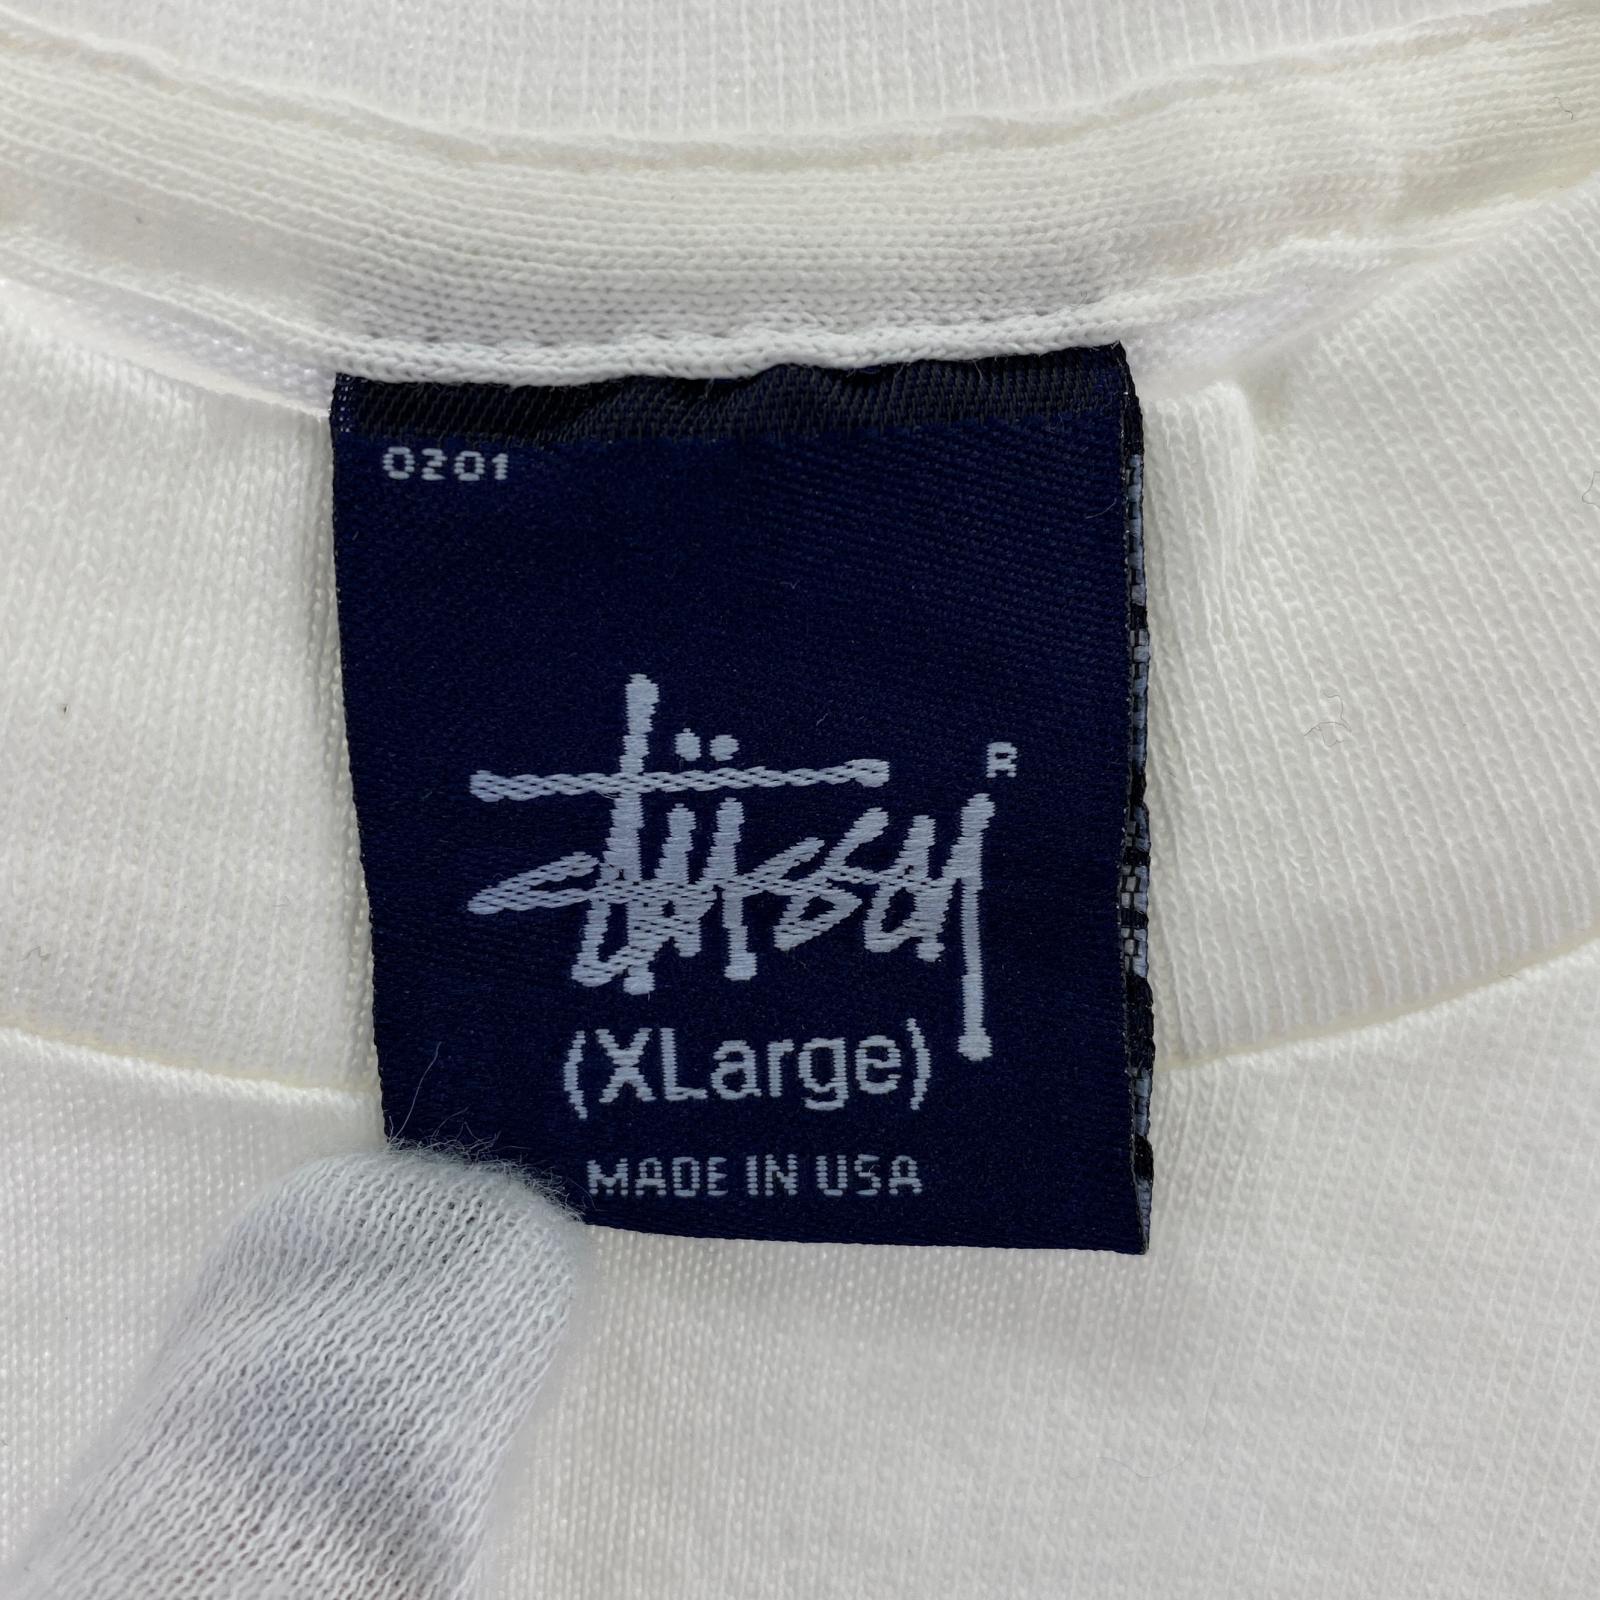 0201
Stüssy
R
(XLarge)
MADE IN USA